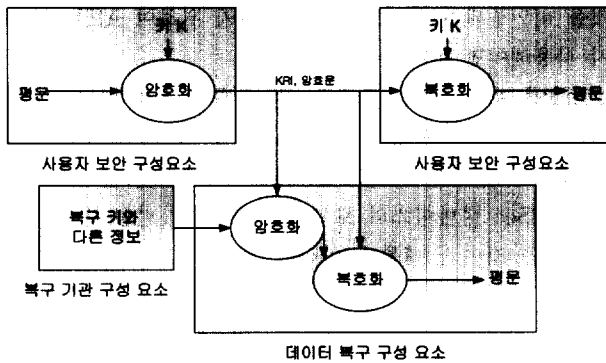 키 K
평문
암호화
사용자 보안 구성요소
KRI, 암호문
키 K
복호화
평문
사용자 보안 구성요소
복구 키와
다른 정보
복구 기관 구성 요소
암호화
복호화
평문
데이터 복구 구성 요소